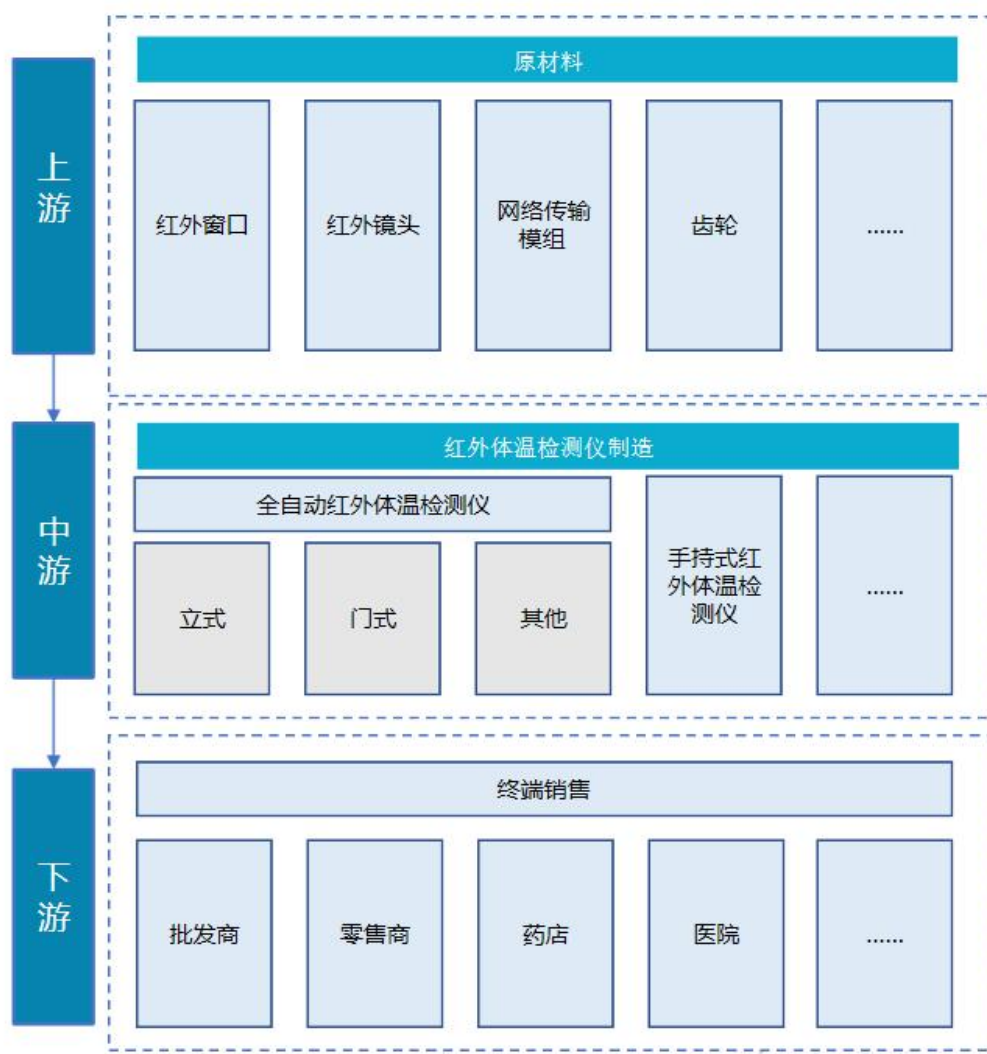 上游
原材料
红外窗口
红外镜头
网络传输
模组
齿轮
......
中游
红外体温检测仪制造
全自动红外体温检测仪
立式
门式
其他
手持式红
外体温检
测仪
......
下游
终端销售
批发商
零售商
药店
医院
......